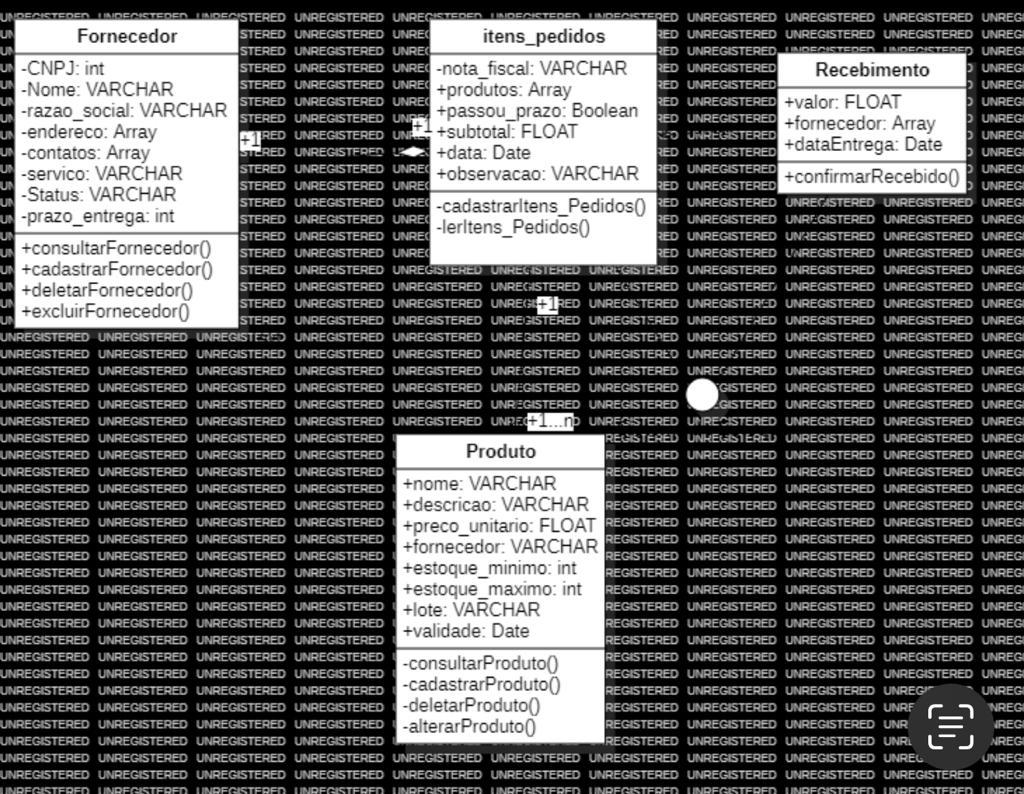 Fornecedor
-CNPJ: int
-Nome: VARCHAR
-razao_social: VARCHAR
-endereco: Array
-contatos: Array
-servico: VARCHAR
-Status: VARCHAR
-prazo_entrega: int
+consultarFornecedor()
+cadastrarFornecedor()
+deletarFornecedor()
+excluirFornecedor()
+1
+1
itens_pedidos
-nota_fiscal: VARCHAR
+produtos: Array
+passou_prazo: Boolean
+subtotal: FLOAT
+data: Date
+observacao: VARCHAR
-cadastrarItens_Pedidos()
-lerItens_Pedidos()
Recebimento
+valor: FLOAT
+fornecedor: Array
+dataEntrega: Date
+confirmarRecebido()
+1
+1...n
Produto
+nome: VARCHAR
+descricao: VARCHAR
+preco_unitario: FLOAT
+fornecedor: VARCHAR
+estoque_minimo: int
+estoque_maximo: int
+lote: VARCHAR
+validade: Date
-consultarProduto()
-cadastrarProduto()
-deletarProduto()
-alterarProduto()
UNREGISTERED